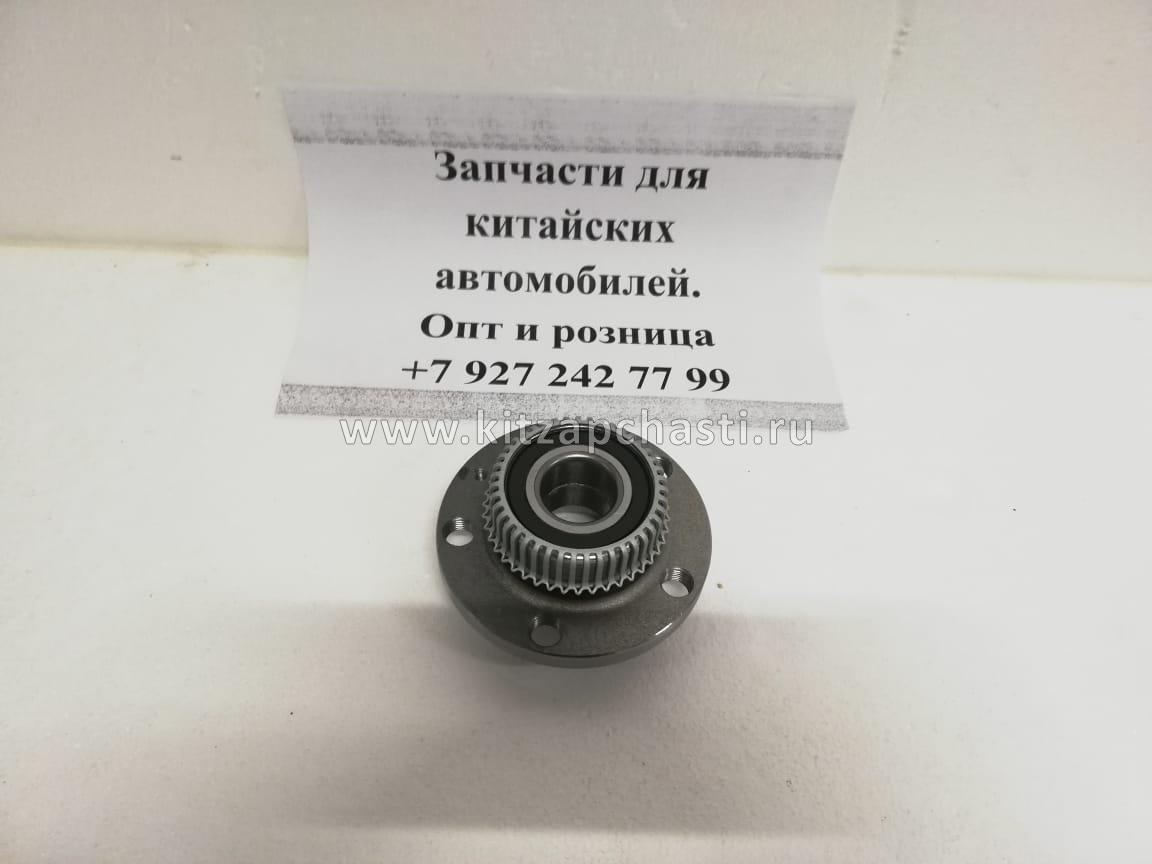 Запчасти для
китайских
автомобилей.
Опт и розница
+7 927 242 77 99
www.kitzapchasti.ru